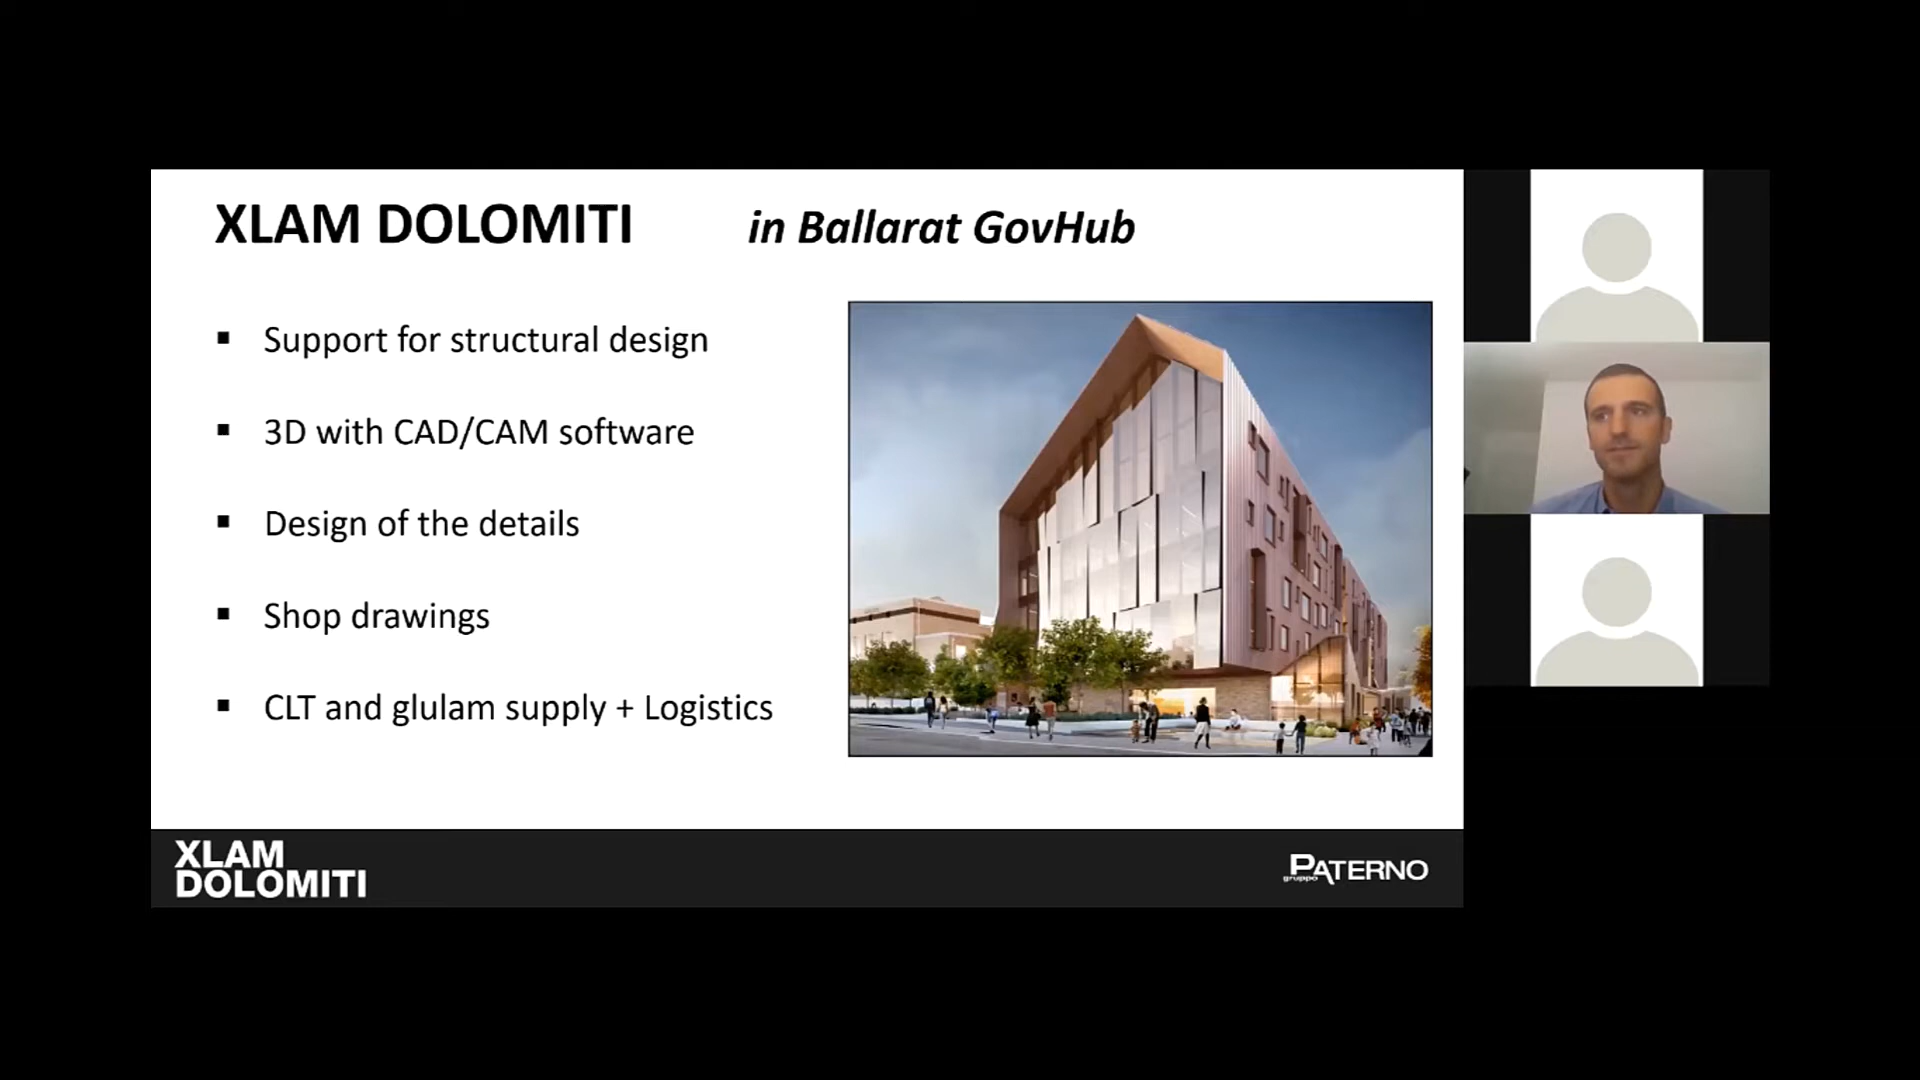 XLAM DOLOMITI in Ballarat GovHub
▪ Support for structural design
▪ 3D with CAD/CAM software
▪ Design of the details
▪ Shop drawings
▪ CLT and glulam supply + Logistics
XLAM
DOLOMITI
gruppo PATERNO